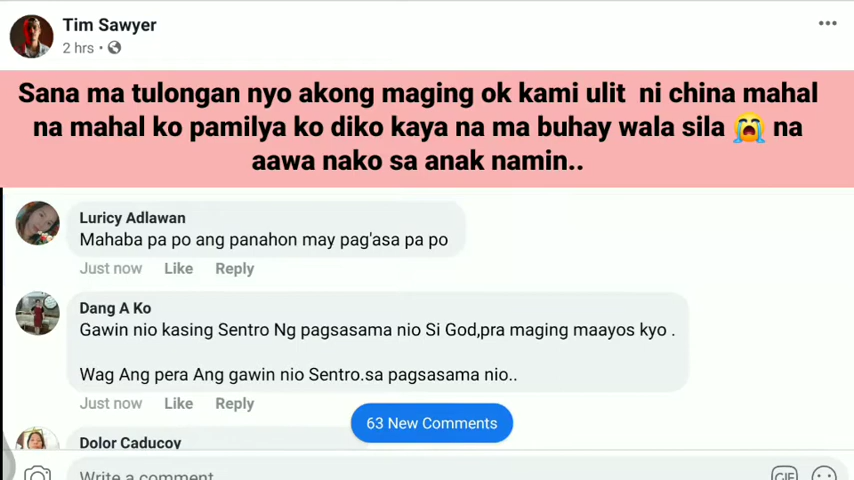 Tim Sawyer
2 hrs •
Sana ma tulongan nyo akong maging ok kami ulit ni china mahal
na mahal ko pamilya ko diko kaya na ma buhay wala sila 😭 na
aawa nako sa anak namin..
Luricy Adlawan
Mahaba pa po ang panahon may pag'asa pa po
Just now Like Reply
Dang A Ko
Gawin nio kasing Sentro Ng pagsasama nio Si God,pra maging maayos kyo .
Wag Ang pera Ang gawin nio Sentro.sa pagsasama nio..
Just now Like Reply
63 New Comments
Dolor Caducoy
Write a comment
GIF